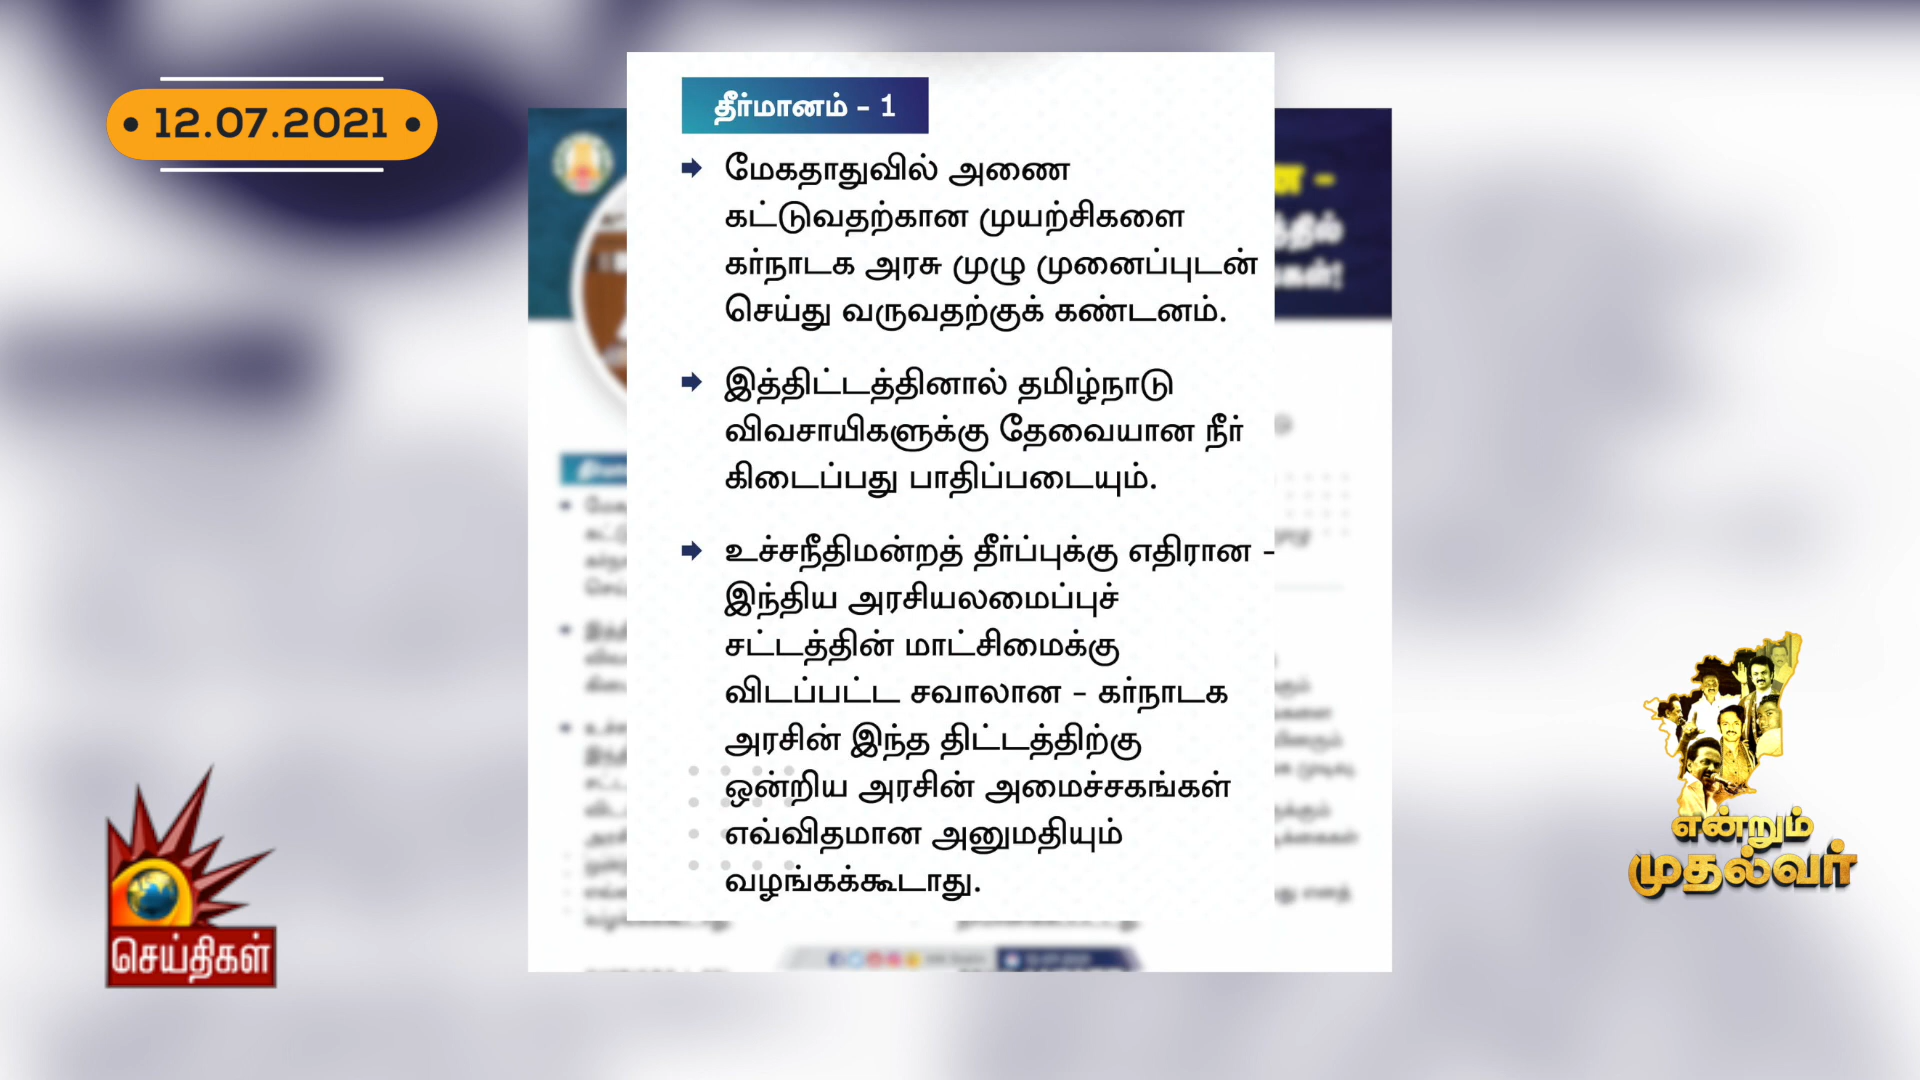 12.07.2021
தீர்மானம் - 1
மேகதாதுவில் அணை
கட்டுவதற்கான முயற்சிகளை
கர்நாடக அரசு முழு முனைப்புடன்
செய்து வருவதற்குக் கண்டனம்.
இத்திட்டத்தினால் தமிழ்நாடு
விவசாயிகளுக்கு தேவையான நீர்
கிடைப்பது பாதிப்படையும்.
உச்சநீதிமன்றத் தீர்ப்புக்கு எதிரான -
இந்திய அரசியலமைப்புச்
சட்டத்தின் மாட்சிமைக்கு
விடப்பட்ட சவாலான - கர்நாடக
அரசின் இந்த திட்டத்திற்கு
ஒன்றிய அரசின் அமைச்சகங்கள்
எவ்விதமான அனுமதியும்
வழங்கக்கூடாது.
செய்திகள்
என்றும்
முதல்வர்